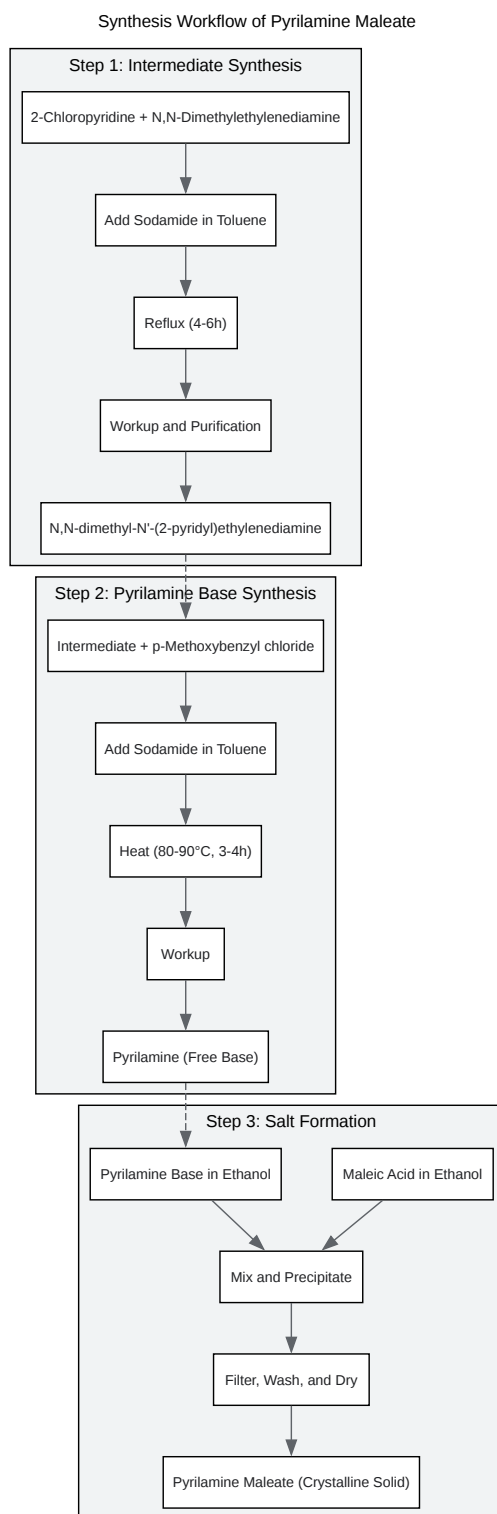 Synthesis Workflow of Pyrilamine Maleate
Step 1: Intermediate Synthesis
2-Chloropyridine + N,N-Dimethylethylenediamine
Add Sodamide in Toluene
Reflux (4-6h)
Workup and Purification
N,N-dimethyl-N'-(2-pyridyl)ethylenediamine
Step 2: Pyrilamine Base Synthesis
Intermediate + p-Methoxybenzyl chloride
Add Sodamide in Toluene
Heat (80-90°C, 3-4h)
Workup
Pyrilamine (Free Base)
Step 3: Salt Formation
Pyrilamine Base in Ethanol
Maleic Acid in Ethanol
Mix and Precipitate
Filter, Wash, and Dry
Pyrilamine Maleate (Crystalline Solid)